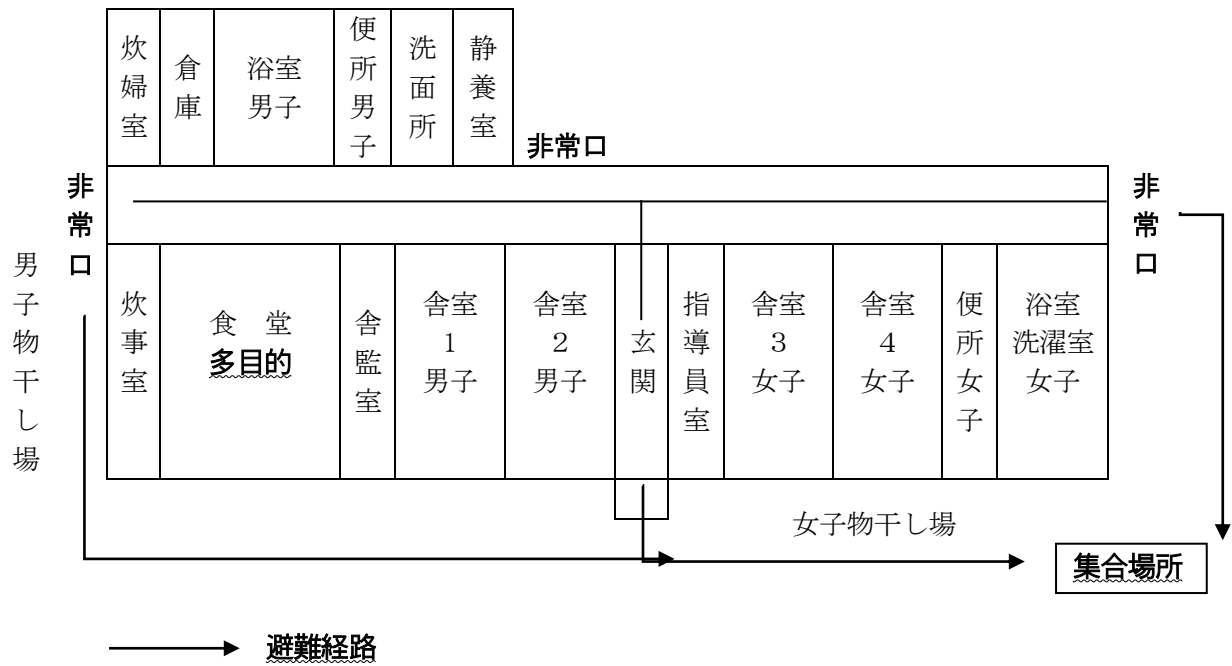 炊婦室
倉庫
浴室
男子
便所男子
洗面所
静養室
非常口
非常口
非常口
男子物干し場
炊事室
食　堂
多目的
舎監室
舎室
１
男子
舎室
２
男子
玄関
指導員室
舎室
３
女子
舎室
４
女子
便所女子
浴室
洗濯室
女子
女子物干し場
集合場所
避難経路